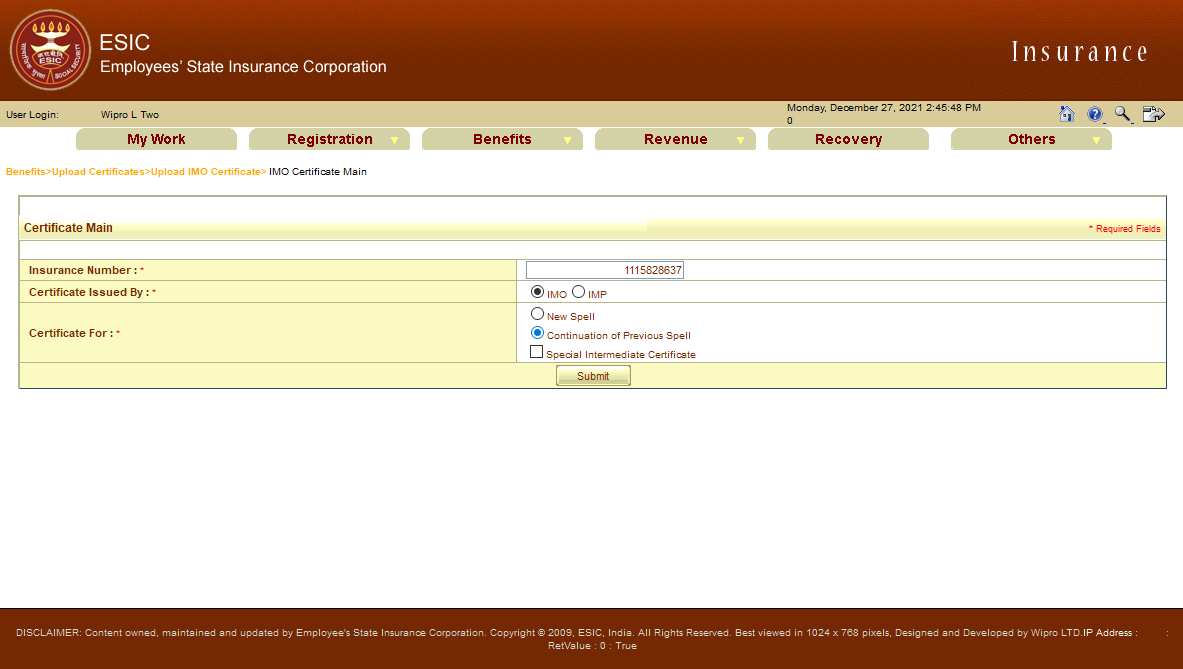 ESIC
Employees' State Insurance Corporation
Insurance
ESIC
SOCIAL SECURITY
User Login: Wipro L Two
Monday, December 27, 2021 2:45:48 PM
0
My Work Registration Benefits Revenue Recovery Others
Benefits>Upload Certificates>Upload IMO Certificate> IMO Certificate Main
Certificate Main * Required Fields
Insurance Number : * 1115828637
Certificate Issued By : * IMO IMP
Certificate For : *
New Spell
Continuation of Previous Spell
Special Intermediate Certificate
Submit
DISCLAIMER: Content owned, maintained and updated by Employee's State Insurance Corporation. Copyright © 2009, ESIC, India. All Rights Reserved. Best viewed in 1024 x 768 pixels, Designed and Developed by Wipro LTD.IP Address : :
RetValue : 0 : True